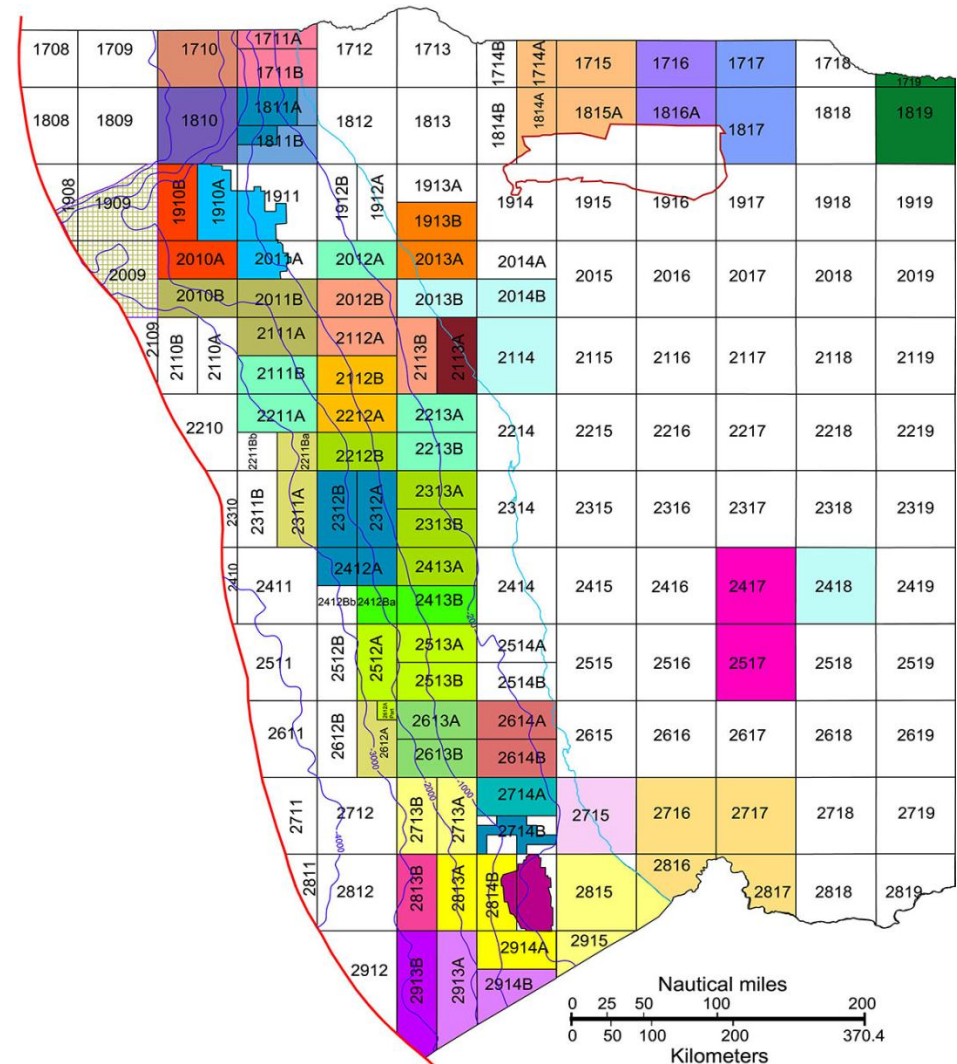 1708 1709 1710 1711A 1712 1713 1714B 1714A 1715 1716 1717 1718
1711B 1719
1808 1809 1810 1811A 1812 1813 1814B 1814A 1815A 1816A 1817 1818 1819
1811B
1908 1909 1910B 1910A 1911 1912B 1912A 1913A 1914 1915 1916 1917 1918 1919
1913B
2009 2010A 2011A 2012A 2013A 2014A 2015 2016 2017 2018 2019
2010B 2011B 2012B 2013B 2014B
2109 2110B 2110A 2111A 2112A 2113B 2113A 2114 2115 2116 2117 2118 2119
2111B 2112B
2210 2211A 2212A 2213A 2214 2215 2216 2217 2218 2219
2211Bb 2211Ba 2212B 2213B
2310 2311B 2311A 2312B 2312A 2313A 2314 2315 2316 2317 2318 2319
2313B
2410 2411 2412A 2413A 2414 2415 2416 2417 2418 2419
2412Bb 2412Ba 2413B
-200
2511 2512B 2512A 2513A 2514A 2515 2516 2517 2518 2519
2513B 2514B
2611 2612B 2612A 2612A Part 2613A 2614A 2615 2616 2617 2618 2619
2613B 2614B
-3000
2711 2712 2713B 2713A 2714A 2715 2716 2717 2718 2719
-2000 -1000
2714B
-4000
2811 2812 2813B 2813A 2814B 2815 2816 2817 2818 2819
2912 2913B 2913A 2914A 2915
2914B
Nautical miles
0 25 50 100 200
0 50 100 200 370.4
Kilometers